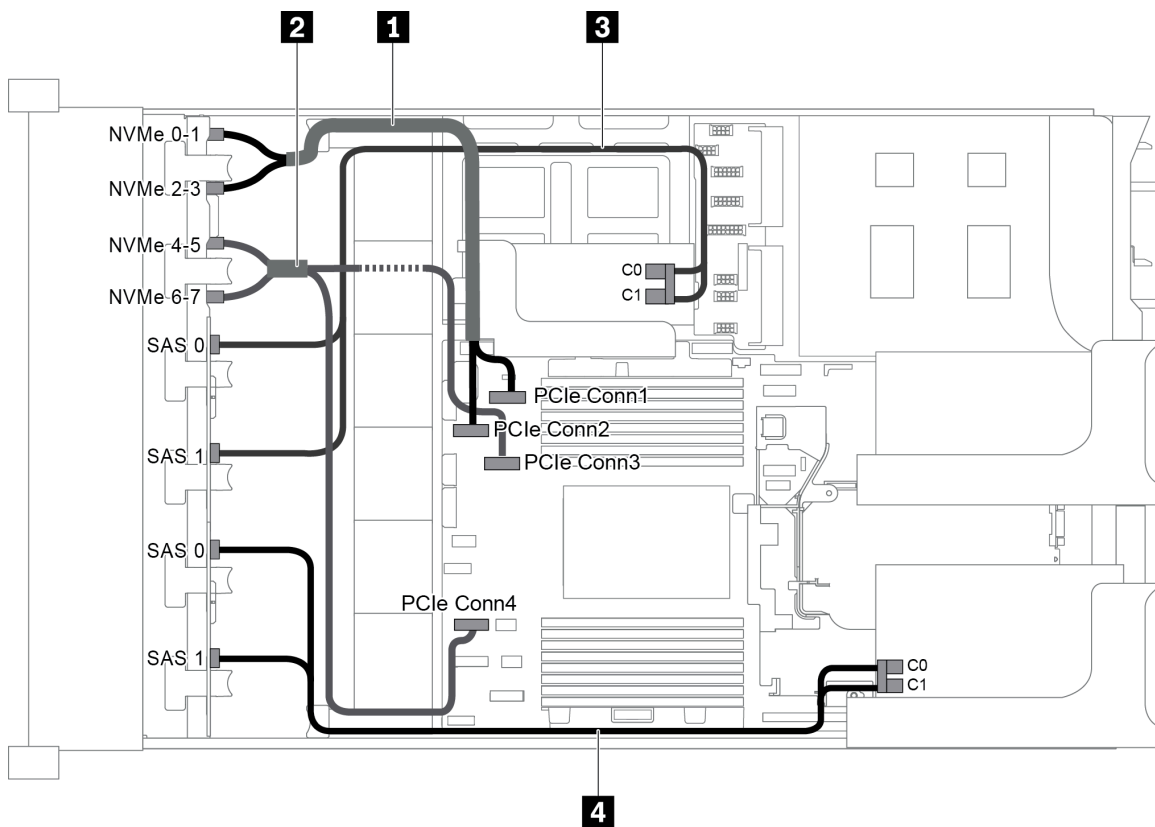 2
1
3
NVMe 0-1
NVMe 2-3
NVMe 4-5
NVMe 6-7
C0
C1
SAS 0
PCIe Conn1
PCIe Conn2
SAS 1
PCIe Conn3
SAS 0
PCIe Conn4
SAS 1
C0
C1
4